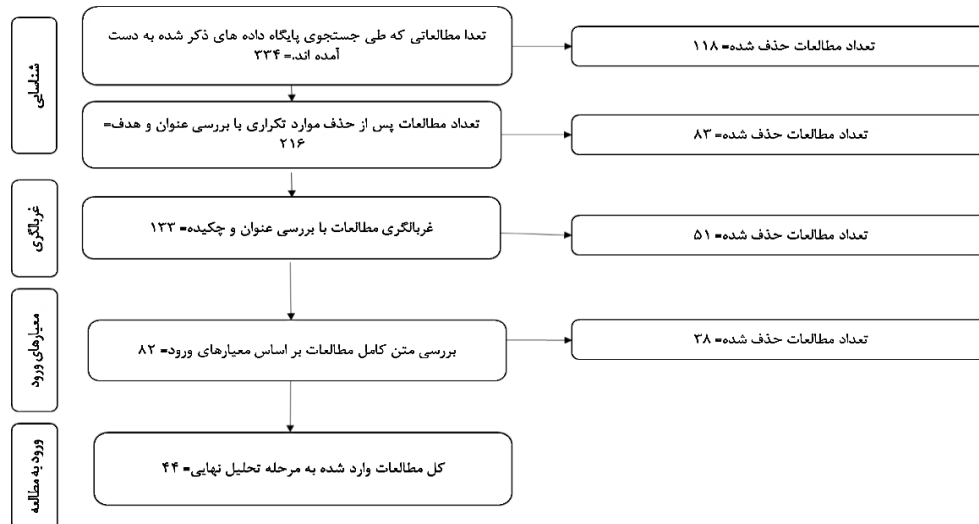 شناسایی
تعدا مطالعاتی که طی جستجوی پایگاه داده های ذکر شده به دست
آمده اند.= ۳۳۴
تعداد مطالعات حذف شده= ۱۱۸
تعداد مطالعات پس از حذف موارد تکراری با بررسی عنوان و هدف=
۲۱۶
تعداد مطالعات حذف شده= ۸۳
غربالگری
غربالگری مطالعات با بررسی عنوان و چکیده= ۱۳۳
تعداد مطالعات حذف شده= ۵۱
معیارهای ورود
بررسی متن کامل مطالعات بر اساس معیارهای ورود= ۸۲
تعداد مطالعات حذف شده= ۳۸
ورود به مطالعه
کل مطالعات وارد شده به مرحله تحلیل نهایی= ۴۴